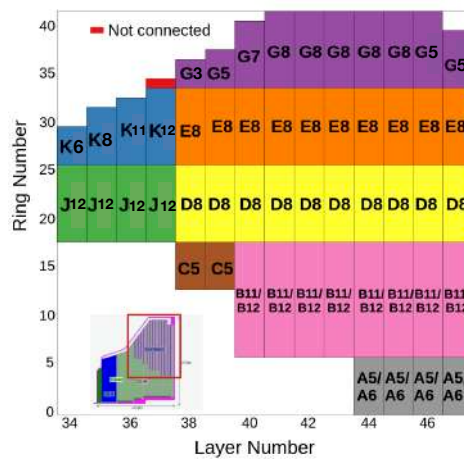 40
35
30
25
20
15
10
5
0
Ring Number
Not connected
G3 G5 G7 G8 G8 G8 G8 G8 G5 G5
K6 K8 K11 K12 E8 E8 E8 E8 E8 E8 E8 E8 E8 E8
J12 J12 J12 J12 D8 D8 D8 D8 D8 D8 D8 D8 D8 D8
C5 C5
B11/ B11/ B11/ B11/ B11/ B11/ B11/ B11/
B12 B12 B12 B12 B12 B12 B12 B12
A5/ A5/ A5/ A5/
A6 A6 A6 A6
34 36 38 40 42 44 46
Layer Number